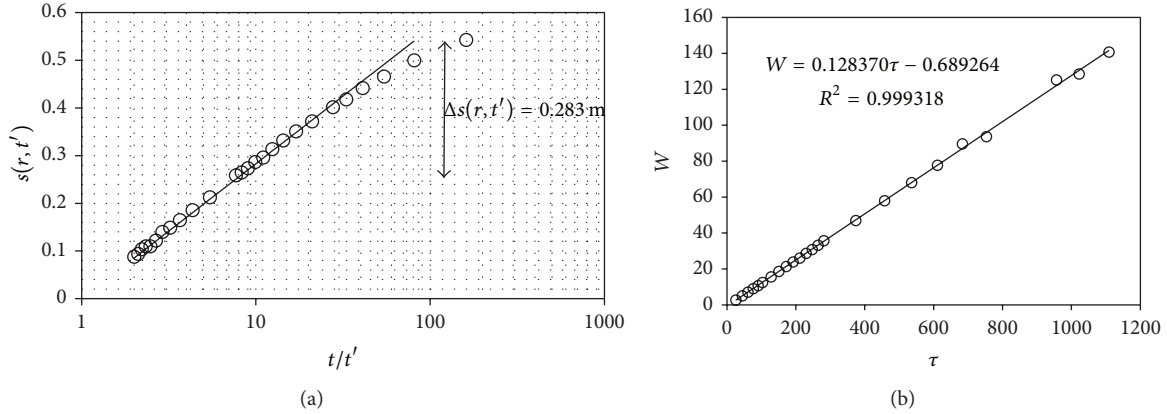 0.6
0.5
0.4
0.3
0.2
0.1
0
s(r, t′)
Δs(r, t′) = 0.283 m
1 10 100 1000
t/t′
(a)
160
140
120
100
80
60
40
20
0
W
W = 0.128370τ − 0.689264
R² = 0.999318
0 200 400 600 800 1000 1200
τ
(b)